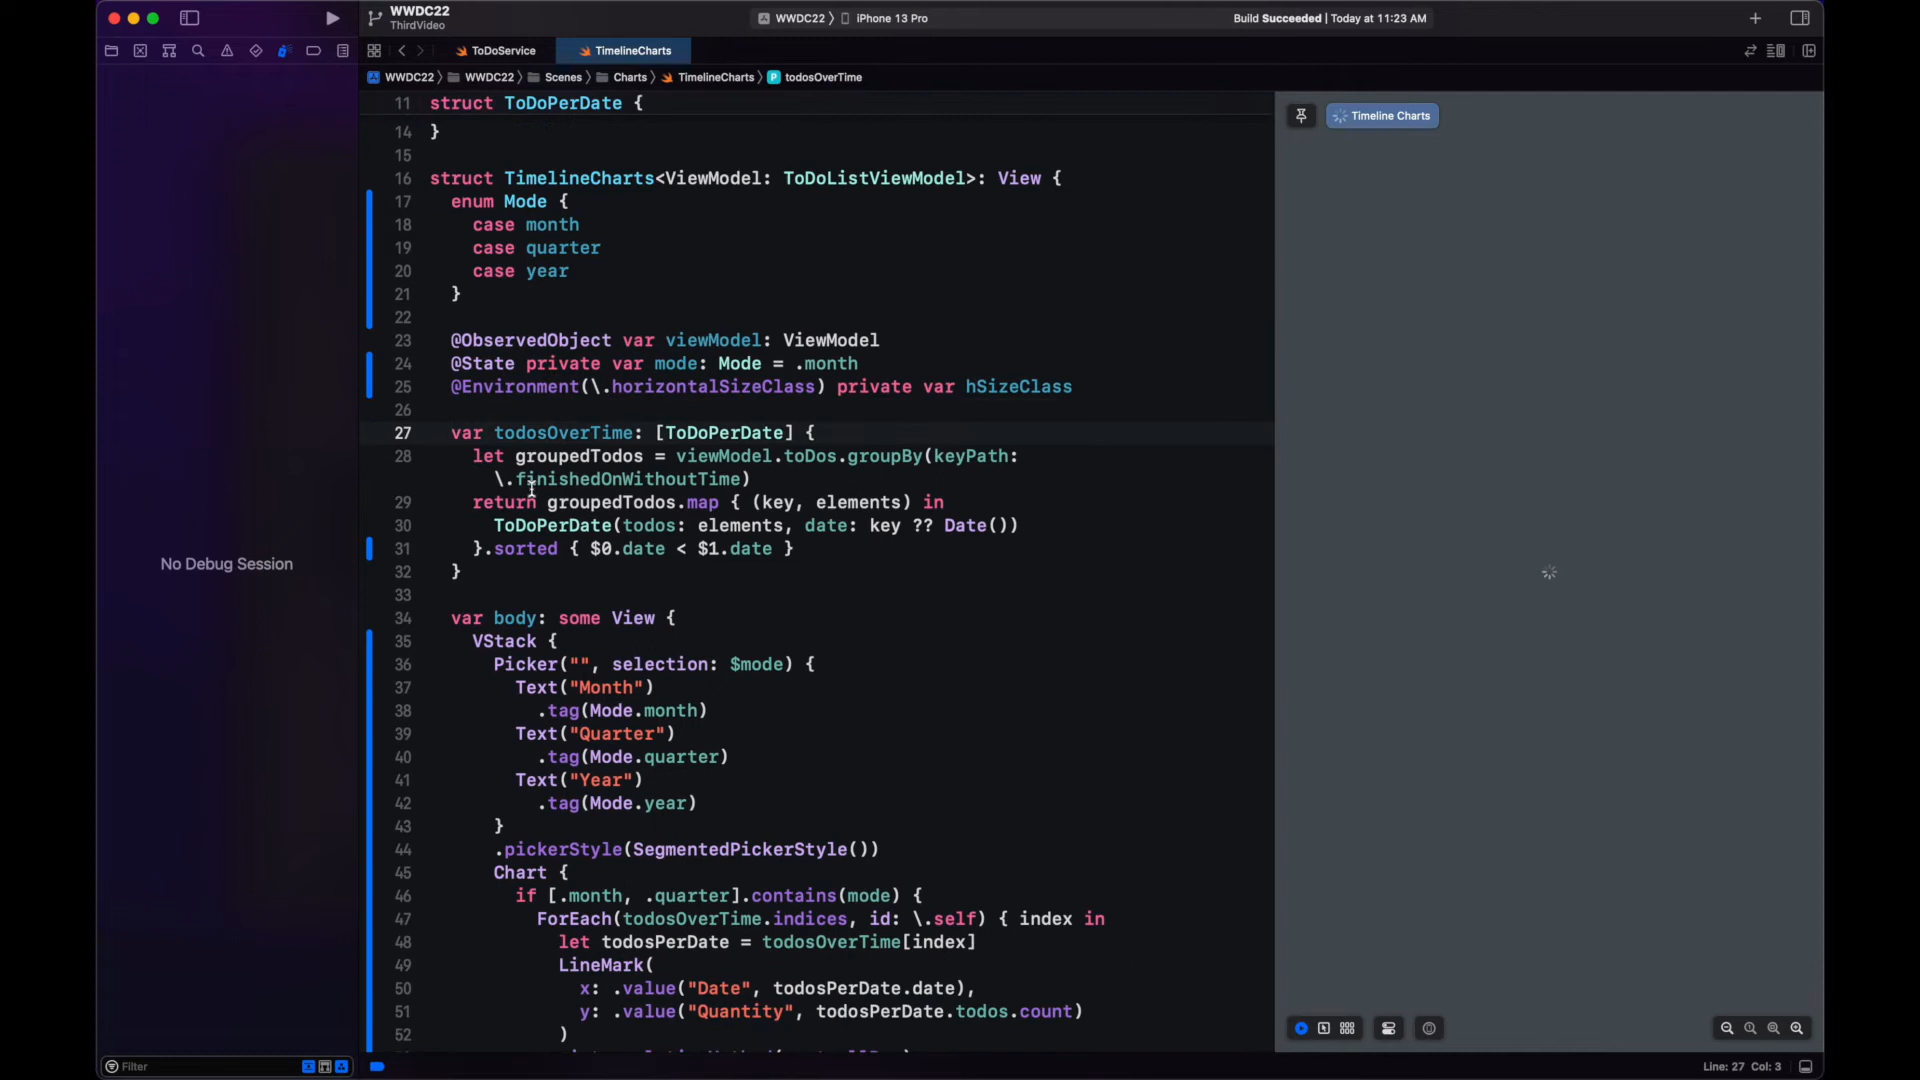 WWDC22
ThirdVideo
WWDC22 〉 iPhone 13 Pro
Build Succeeded | Today at 11:23 AM
ToDoService
TimelineCharts
WWDC22 〉 WWDC22 〉 Scenes 〉 Charts 〉 TimelineCharts 〉 P todosOverTime
11 struct ToDoPerDate {
14 }
15
16 struct TimelineCharts<ViewModel: ToDoListViewModel>: View {
17 enum Mode {
18 case month
19 case quarter
20 case year
21 }
22
23 @ObservedObject var viewModel: ViewModel
24 @State private var mode: Mode = .month
25 @Environment(\.horizontalSizeClass) private var hSizeClass
26
27 var todosOverTime: [ToDoPerDate] {
28 let groupedTodos = viewModel.toDos.groupBy(keyPath:
\.finishedOnWithoutTime)
29 return groupedTodos.map { (key, elements) in
30 ToDoPerDate(todos: elements, date: key ?? Date())
31 }.sorted { $0.date < $1.date }
32 }
33
34 var body: some View {
35 VStack {
36 Picker("", selection: $mode) {
37 Text("Month")
38 .tag(Mode.month)
39 Text("Quarter")
40 .tag(Mode.quarter)
41 Text("Year")
42 .tag(Mode.year)
43 }
44 .pickerStyle(SegmentedPickerStyle())
45 Chart {
46 if [.month, .quarter].contains(mode) {
47 ForEach(todosOverTime.indices, id: \.self) { index in
48 let todosPerDate = todosOverTime[index]
49 LineMark(
50 x: .value("Date", todosPerDate.date),
51 y: .value("Quantity", todosPerDate.todos.count)
52 )
No Debug Session
Timeline Charts
Filter
Line: 27 Col: 3